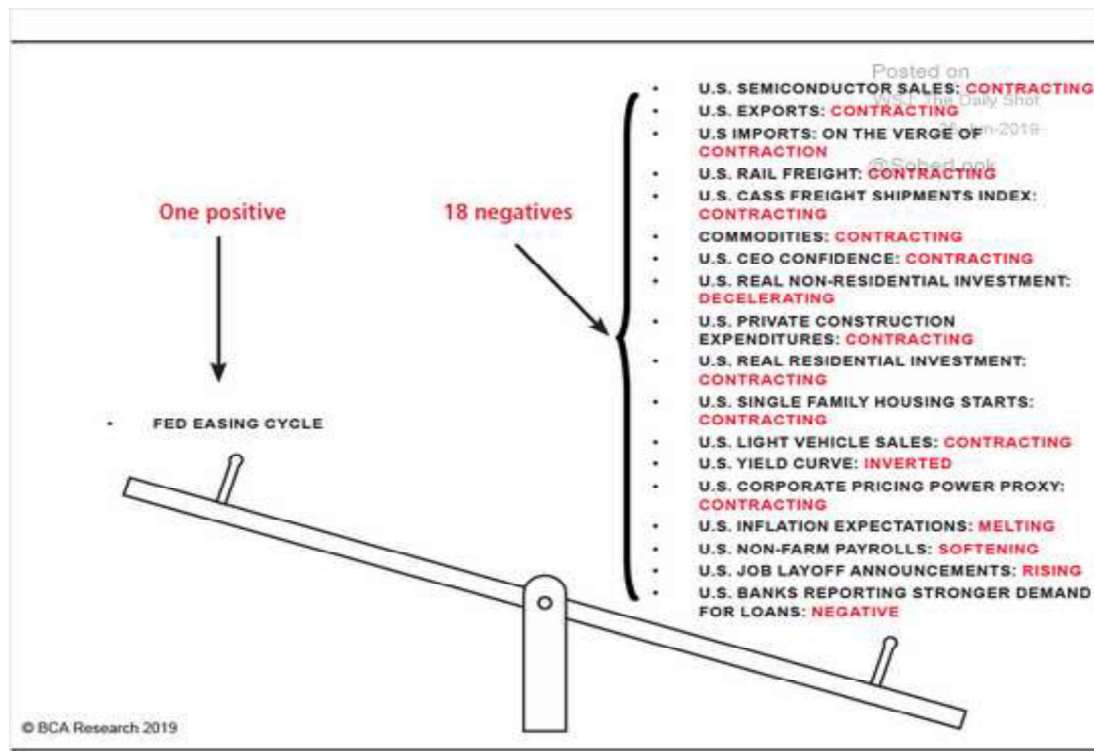 Posted on
WSJ: The Daily Shot
26-Jun-2019
@SoberLook
One positive
18 negatives
- FED EASING CYCLE
• U.S. SEMICONDUCTOR SALES: CONTRACTING
• U.S. EXPORTS: CONTRACTING
• U.S IMPORTS: ON THE VERGE OF
CONTRACTION
• U.S. RAIL FREIGHT: CONTRACTING
• U.S. CASS FREIGHT SHIPMENTS INDEX:
CONTRACTING
• COMMODITIES: CONTRACTING
• U.S. CEO CONFIDENCE: CONTRACTING
• U.S. REAL NON-RESIDENTIAL INVESTMENT:
DECELERATING
• U.S. PRIVATE CONSTRUCTION
EXPENDITURES: CONTRACTING
• U.S. REAL RESIDENTIAL INVESTMENT:
CONTRACTING
• U.S. SINGLE FAMILY HOUSING STARTS:
CONTRACTING
• U.S. LIGHT VEHICLE SALES: CONTRACTING
• U.S. YIELD CURVE: INVERTED
• U.S. CORPORATE PRICING POWER PROXY:
CONTRACTING
• U.S. INFLATION EXPECTATIONS: MELTING
• U.S. NON-FARM PAYROLLS: SOFTENING
• U.S. JOB LAYOFF ANNOUNCEMENTS: RISING
• U.S. BANKS REPORTING STRONGER DEMAND
FOR LOANS: NEGATIVE
© BCA Research 2019